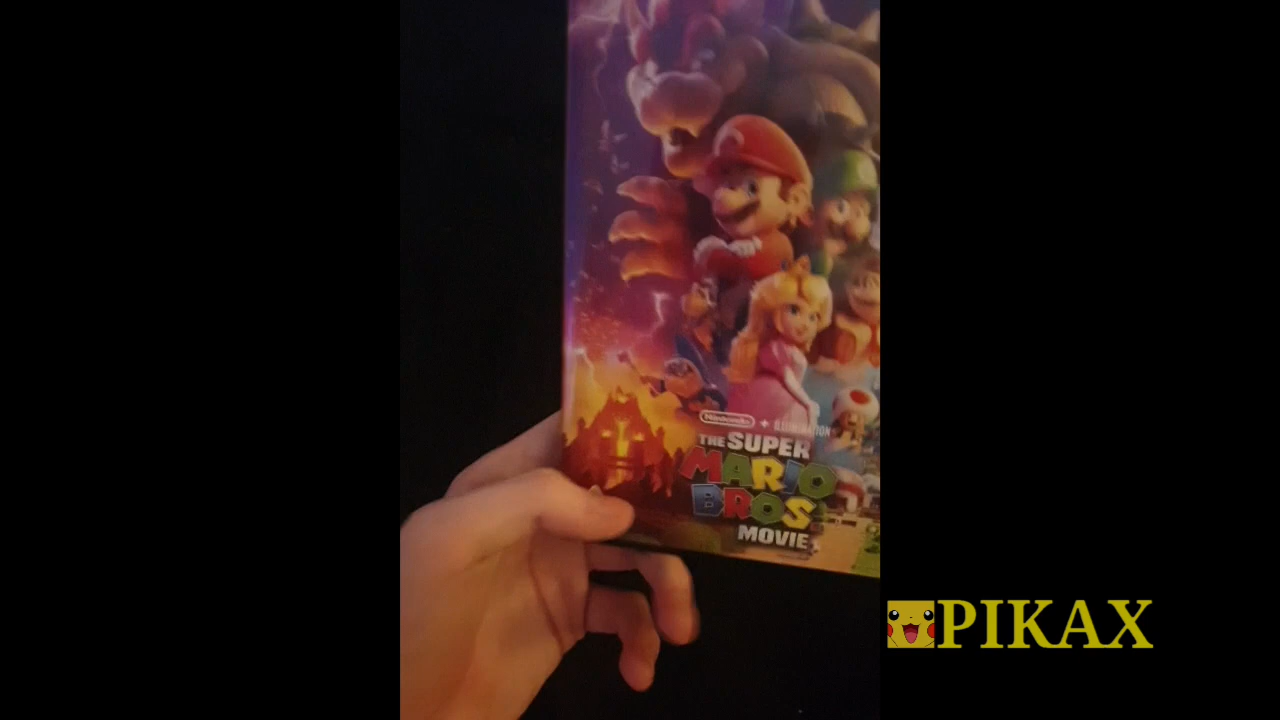 Nintendo + ILLUMINATION
THE SUPER
MARIO
BROS.
MOVIE
PIKAX